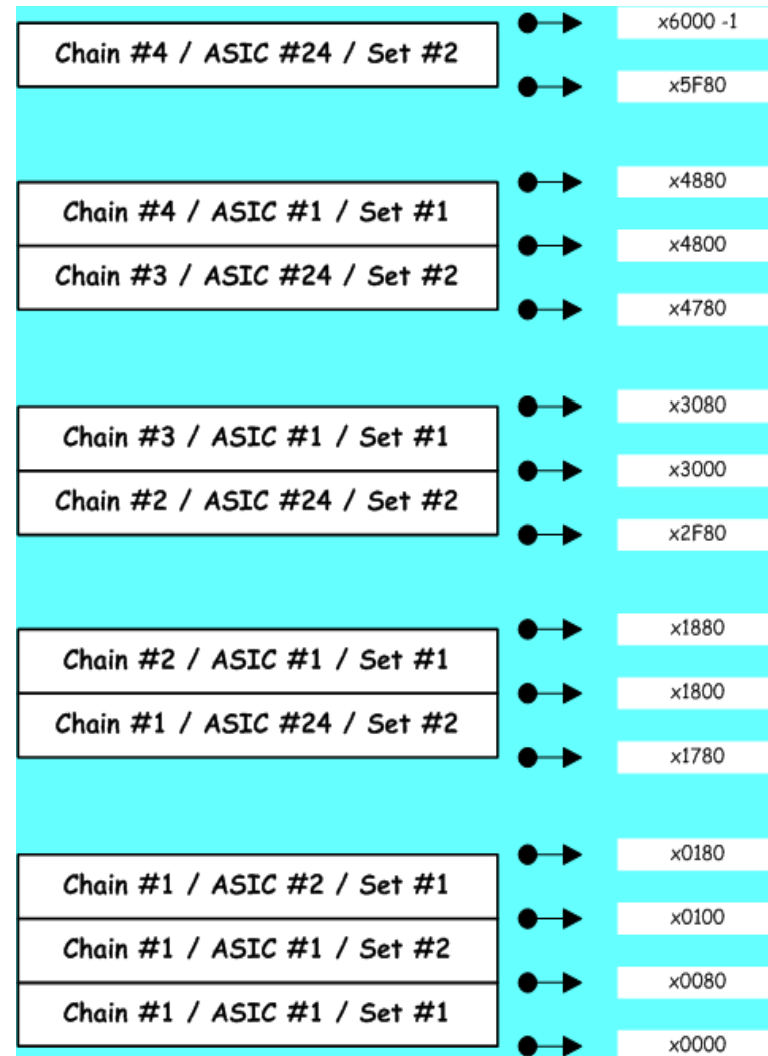 x6000 -1
Chain #4 / ASIC #24 / Set #2
x5F80
x4880
Chain #4 / ASIC #1 / Set #1
x4800
Chain #3 / ASIC #24 / Set #2
x4780
x3080
Chain #3 / ASIC #1 / Set #1
x3000
Chain #2 / ASIC #24 / Set #2
x2F80
x1880
Chain #2 / ASIC #1 / Set #1
x1800
Chain #1 / ASIC #24 / Set #2
x1780
x0180
Chain #1 / ASIC #2 / Set #1
x0100
Chain #1 / ASIC #1 / Set #2
x0080
Chain #1 / ASIC #1 / Set #1
x0000